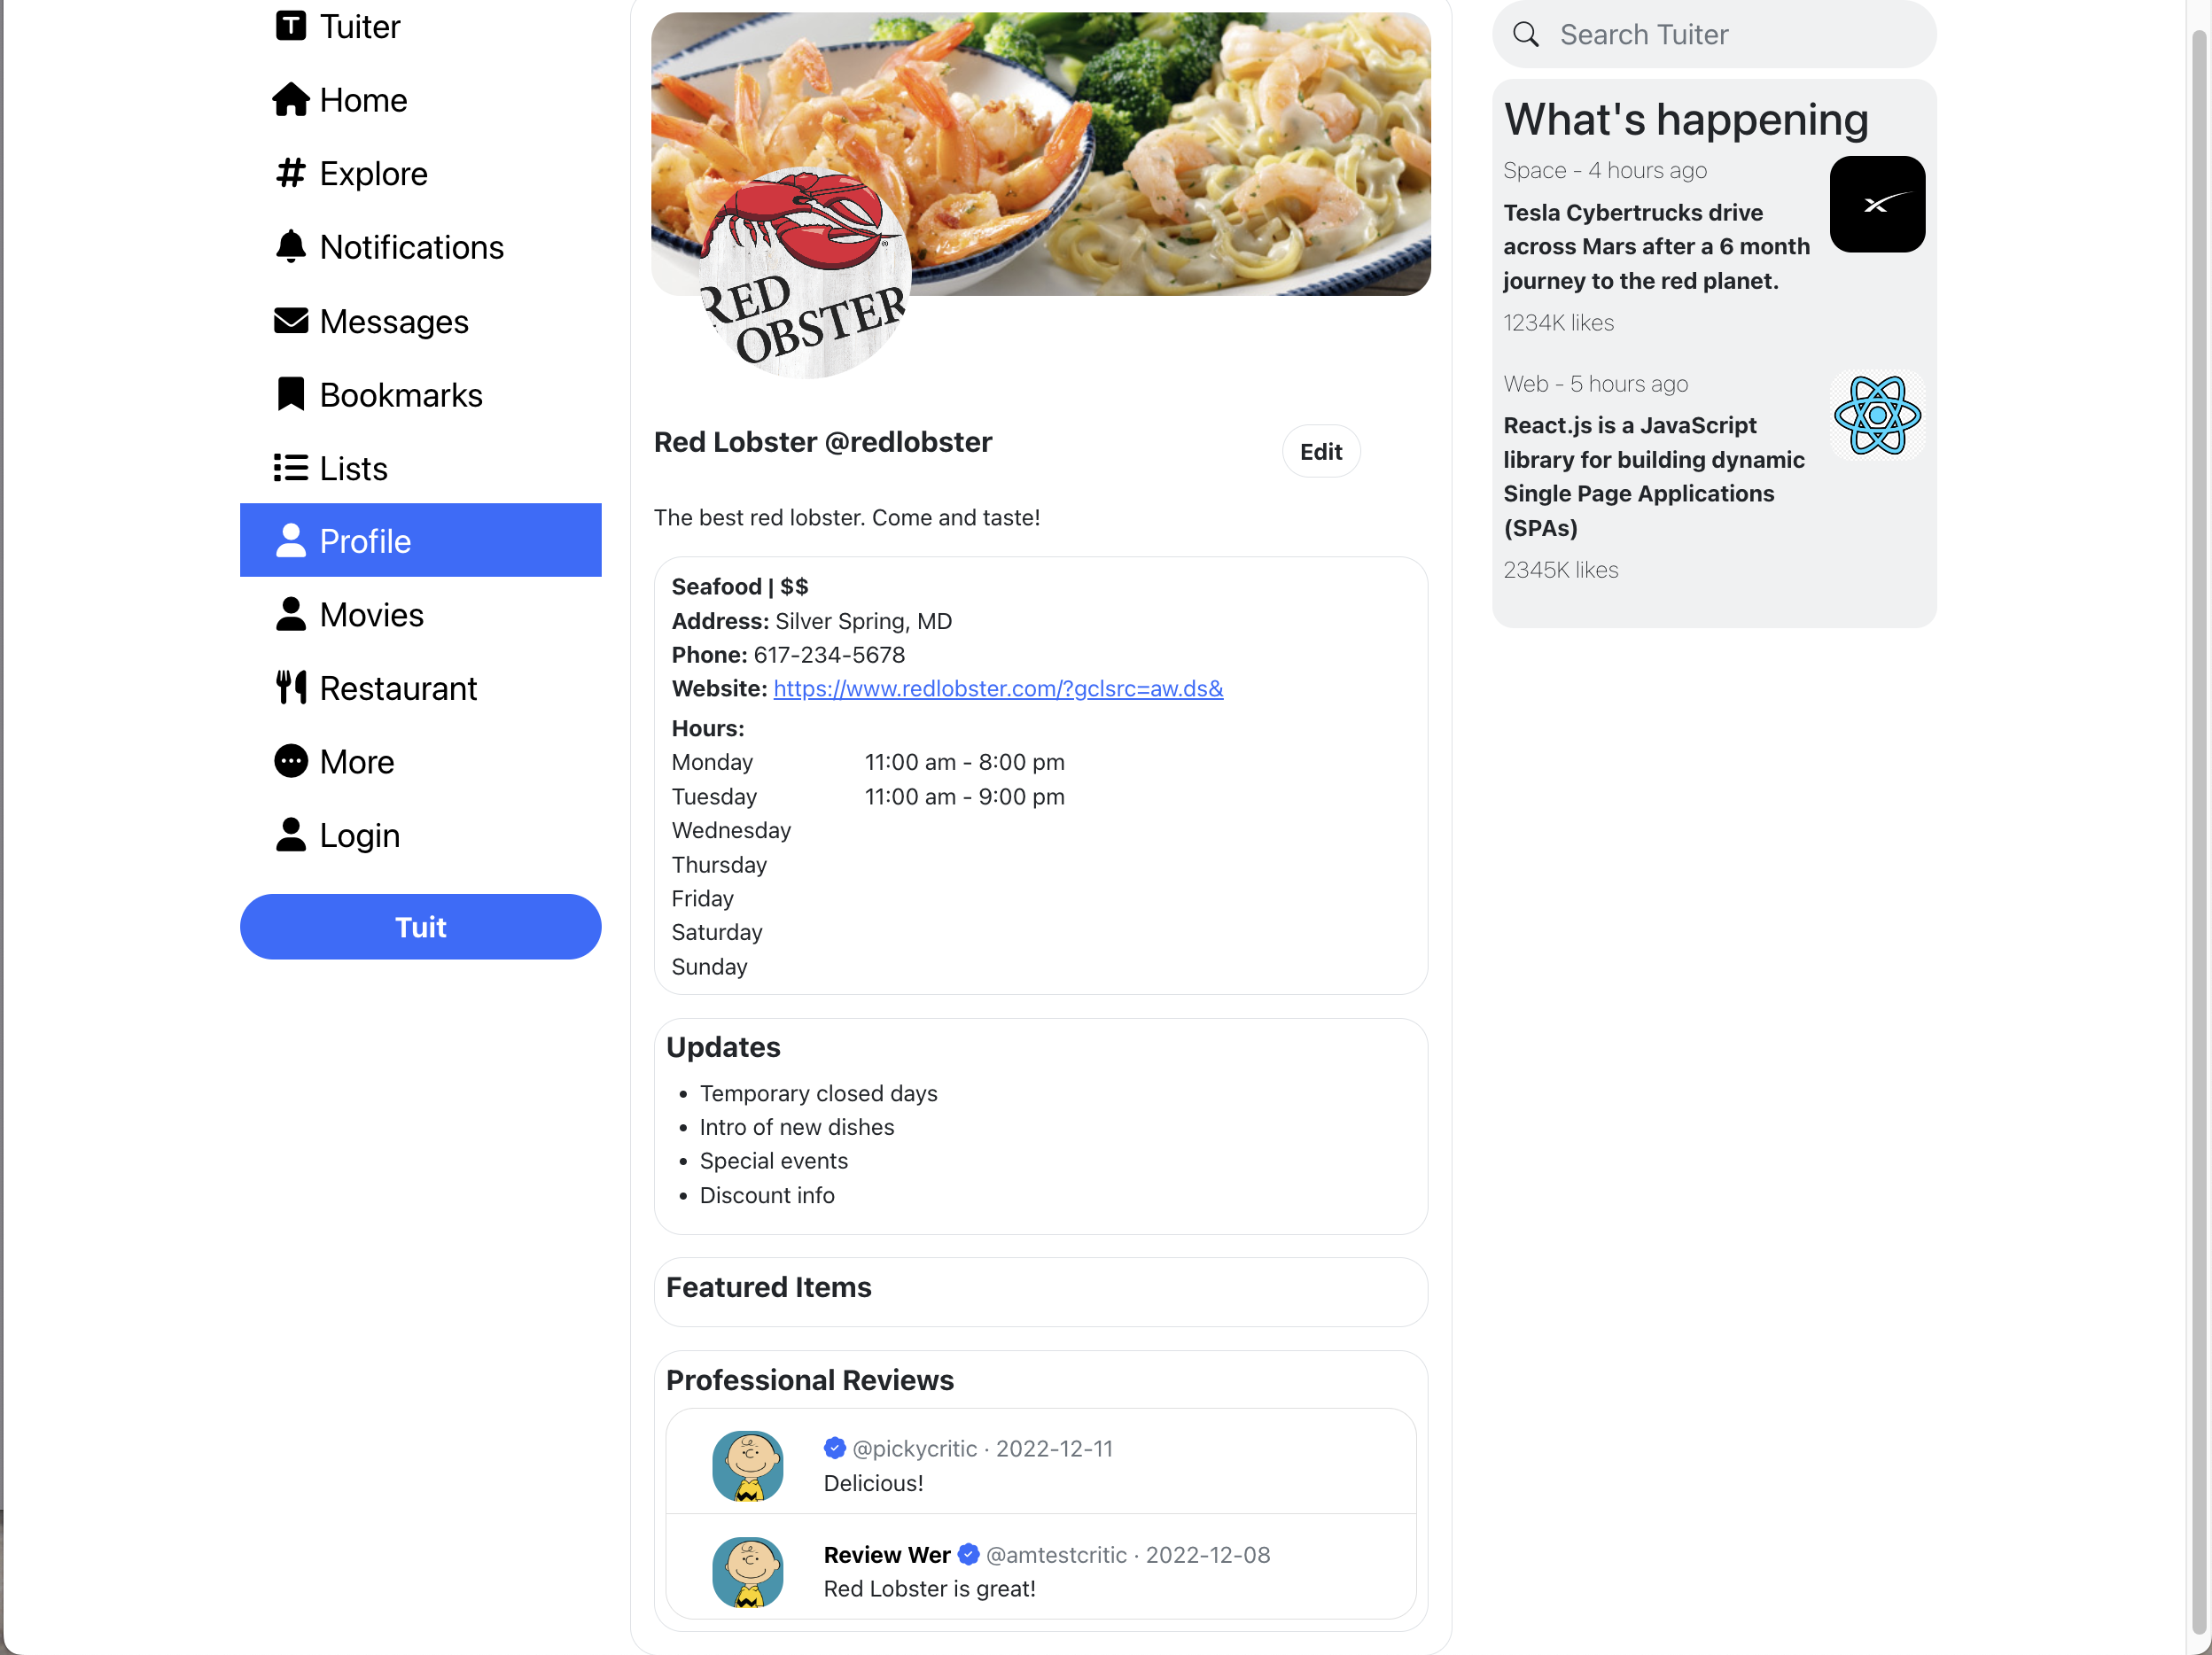 Tuiter
Home
Explore
Notifications
Messages
Bookmarks
Lists
Profile
Movies
Restaurant
More
Login
Tuit
RED
OBSTER
®
Red Lobster @redlobster
Edit
The best red lobster. Come and taste!
Seafood | $$
Address: Silver Spring, MD
Phone: 617-234-5678
Website: https://www.redlobster.com/?gclsrc=aw.ds&
Hours:
Monday 11:00 am - 8:00 pm
Tuesday 11:00 am - 9:00 pm
Wednesday
Thursday
Friday
Saturday
Sunday
Updates
• Temporary closed days
• Intro of new dishes
• Special events
• Discount info
Featured Items
Professional Reviews
@pickycritic · 2022-12-11
Delicious!
Review Wer @amtestcritic · 2022-12-08
Red Lobster is great!
Search Tuiter
What's happening
Space - 4 hours ago
Tesla Cybertrucks drive
across Mars after a 6 month
journey to the red planet.
1234K likes
Web - 5 hours ago
React.js is a JavaScript
library for building dynamic
Single Page Applications
(SPAs)
2345K likes